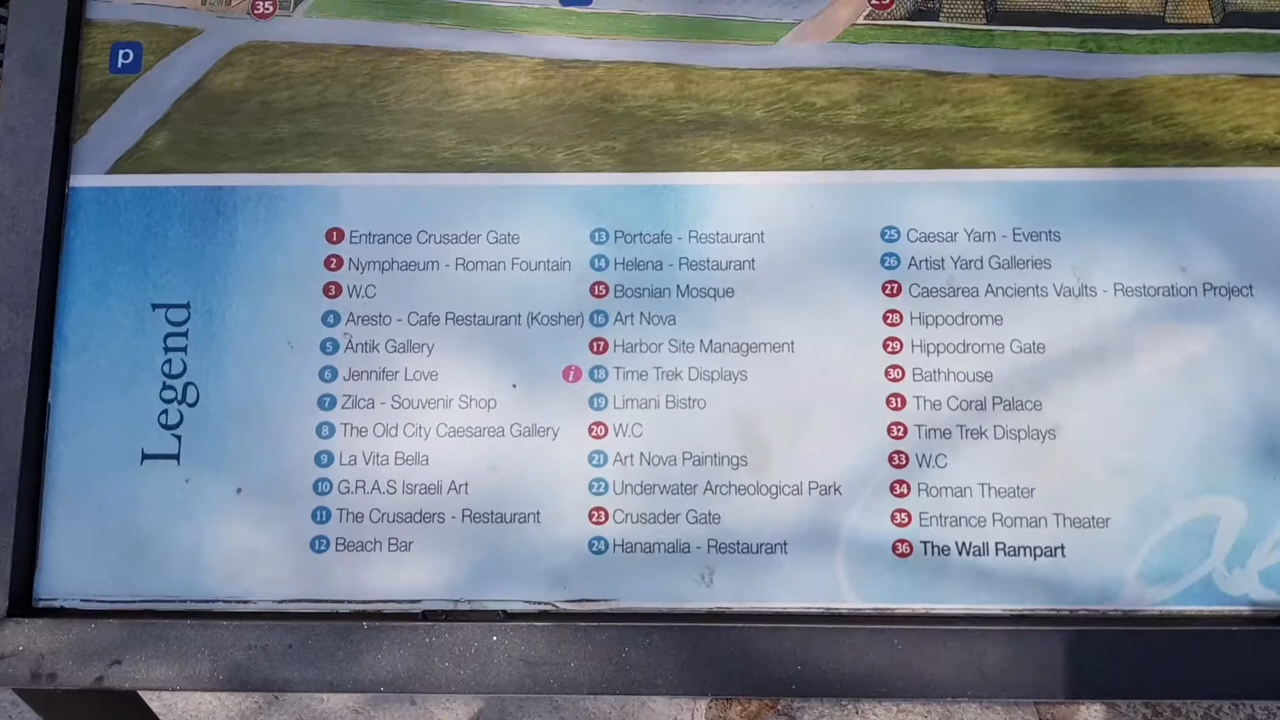 35
P
Legend
1 Entrance Crusader Gate
2 Nymphaeum - Roman Fountain
3 W.C
4 Aresto - Cafe Restaurant (Kosher)
5 Antik Gallery
6 Jennifer Love
7 Zilca - Souvenir Shop
8 The Old City Caesarea Gallery
9 La Vita Bella
10 G.R.A.S Israeli Art
11 The Crusaders - Restaurant
12 Beach Bar
13 Portcafe - Restaurant
14 Helena - Restaurant
15 Bosnian Mosque
16 Art Nova
17 Harbor Site Management
i 18 Time Trek Displays
19 Limani Bistro
20 W.C
21 Art Nova Paintings
22 Underwater Archeological Park
23 Crusader Gate
24 Hanamalia - Restaurant
25 Caesar Yam - Events
26 Artist Yard Galleries
27 Caesarea Ancients Vaults - Restoration Project
28 Hippodrome
29 Hippodrome Gate
30 Bathhouse
31 The Coral Palace
32 Time Trek Displays
33 W.C
34 Roman Theater
35 Entrance Roman Theater
36 The Wall Rampart